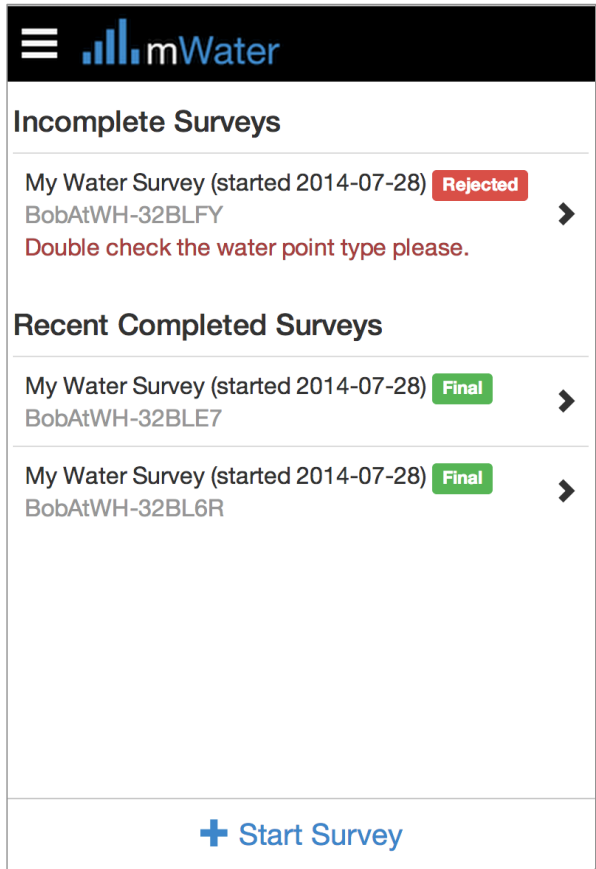 mWater
Incomplete Surveys
My Water Survey (started 2014-07-28) Rejected
BobAtWH-32BLFY
Double check the water point type please.
Recent Completed Surveys
My Water Survey (started 2014-07-28) Final
BobAtWH-32BLE7
My Water Survey (started 2014-07-28) Final
BobAtWH-32BL6R
Start Survey